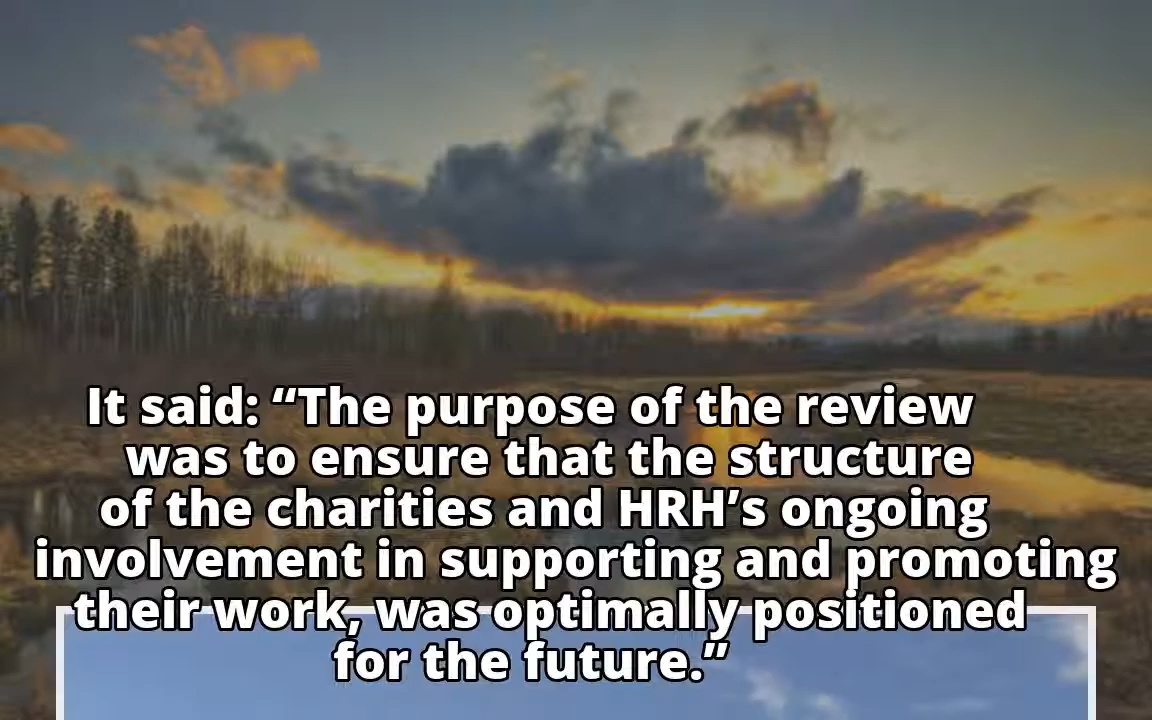 It said: “The purpose of the review
was to ensure that the structure
of the charities and HRH’s ongoing
involvement in supporting and promoting
their work, was optimally positioned
for the future.”